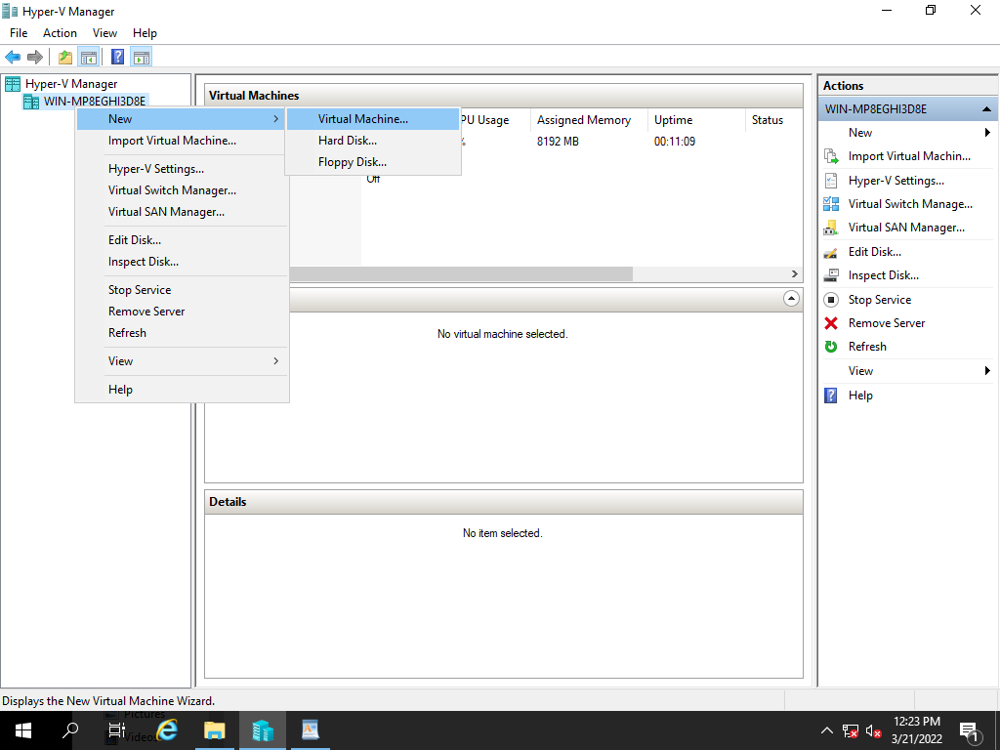 Hyper-V Manager
File Action View Help
Hyper-V Manager
WIN-MP8EGHI3D8E
New
Import Virtual Machine...
Hyper-V Settings...
Virtual Switch Manager...
Virtual SAN Manager...
Edit Disk...
Inspect Disk...
Stop Service
Remove Server
Refresh
View
Help
Virtual Machine...
Hard Disk...
Floppy Disk...
Virtual Machines
PU Usage Assigned Memory Uptime Status
% 8192 MB 00:11:09
Off
No virtual machine selected.
Details
No item selected.
Actions
WIN-MP8EGHI3D8E
New
Import Virtual Machin...
Hyper-V Settings...
Virtual Switch Manage...
Virtual SAN Manager...
Edit Disk...
Inspect Disk...
Stop Service
Remove Server
Refresh
View
Help
Displays the New Virtual Machine Wizard.
Pictures
Videos
12:23 PM
3/21/2022
1